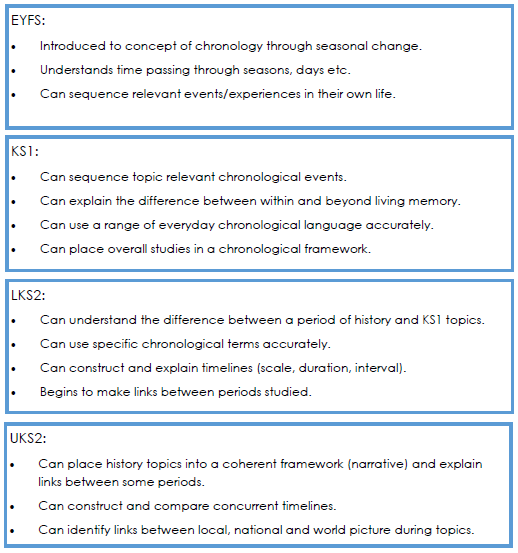 EYFS:
• Introduced to concept of chronology through seasonal change.
• Understands time passing through seasons, days etc.
• Can sequence relevant events/experiences in their own life.
KS1:
• Can sequence topic relevant chronological events.
• Can explain the difference between within and beyond living memory.
• Can use a range of everyday chronological language accurately.
• Can place overall studies in a chronological framework.
LKS2:
• Can understand the difference between a period of history and KS1 topics.
• Can use specific chronological terms accurately.
• Can construct and explain timelines (scale, duration, interval).
• Begins to make links between periods studied.
UKS2:
• Can place history topics into a coherent framework (narrative) and explain
links between some periods.
• Can construct and compare concurrent timelines.
• Can identify links between local, national and world picture during topics.